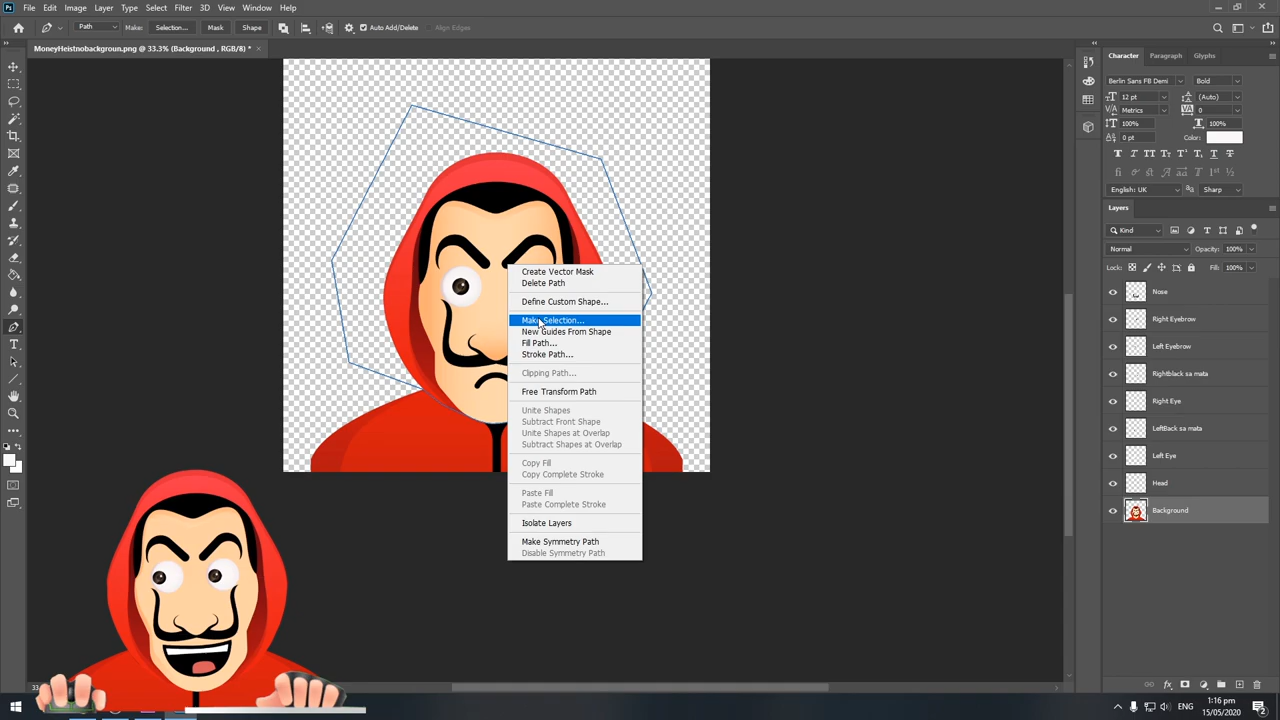 File Edit Image Layer Type Select Filter 3D View Window Help
Path Make: Selection... Mask Shape Auto Add/Delete Align Edges
MoneyHeistnobackgroun.png @ 33.3% (Background , RGB/8) * ×
Character Paragraph Glyphs
Berlin Sans FB Demi Bold
12 pt (Auto)
Metrics 0
100% 100%
0 pt Color:
English: UK Sharp
Layers
Kind
Normal Opacity: 100%
Lock: Fill: 100%
Nose
Right Eyebrow
Left Eyebrow
Rightblack sa mata
Right Eye
LeftBack sa mata
Left Eye
Head
Background
Create Vector Mask
Delete Path
Define Custom Shape...
Make Selection...
New Guides From Shape
Fill Path...
Stroke Path...
Clipping Path...
Free Transform Path
Unite Shapes
Subtract Front Shape
Unite Shapes at Overlap
Subtract Shapes at Overlap
Copy Fill
Copy Complete Stroke
Paste Fill
Paste Complete Stroke
Isolate Layers
Make Symmetry Path
Disable Symmetry Path
ENG
1:16 pm
15/05/2020